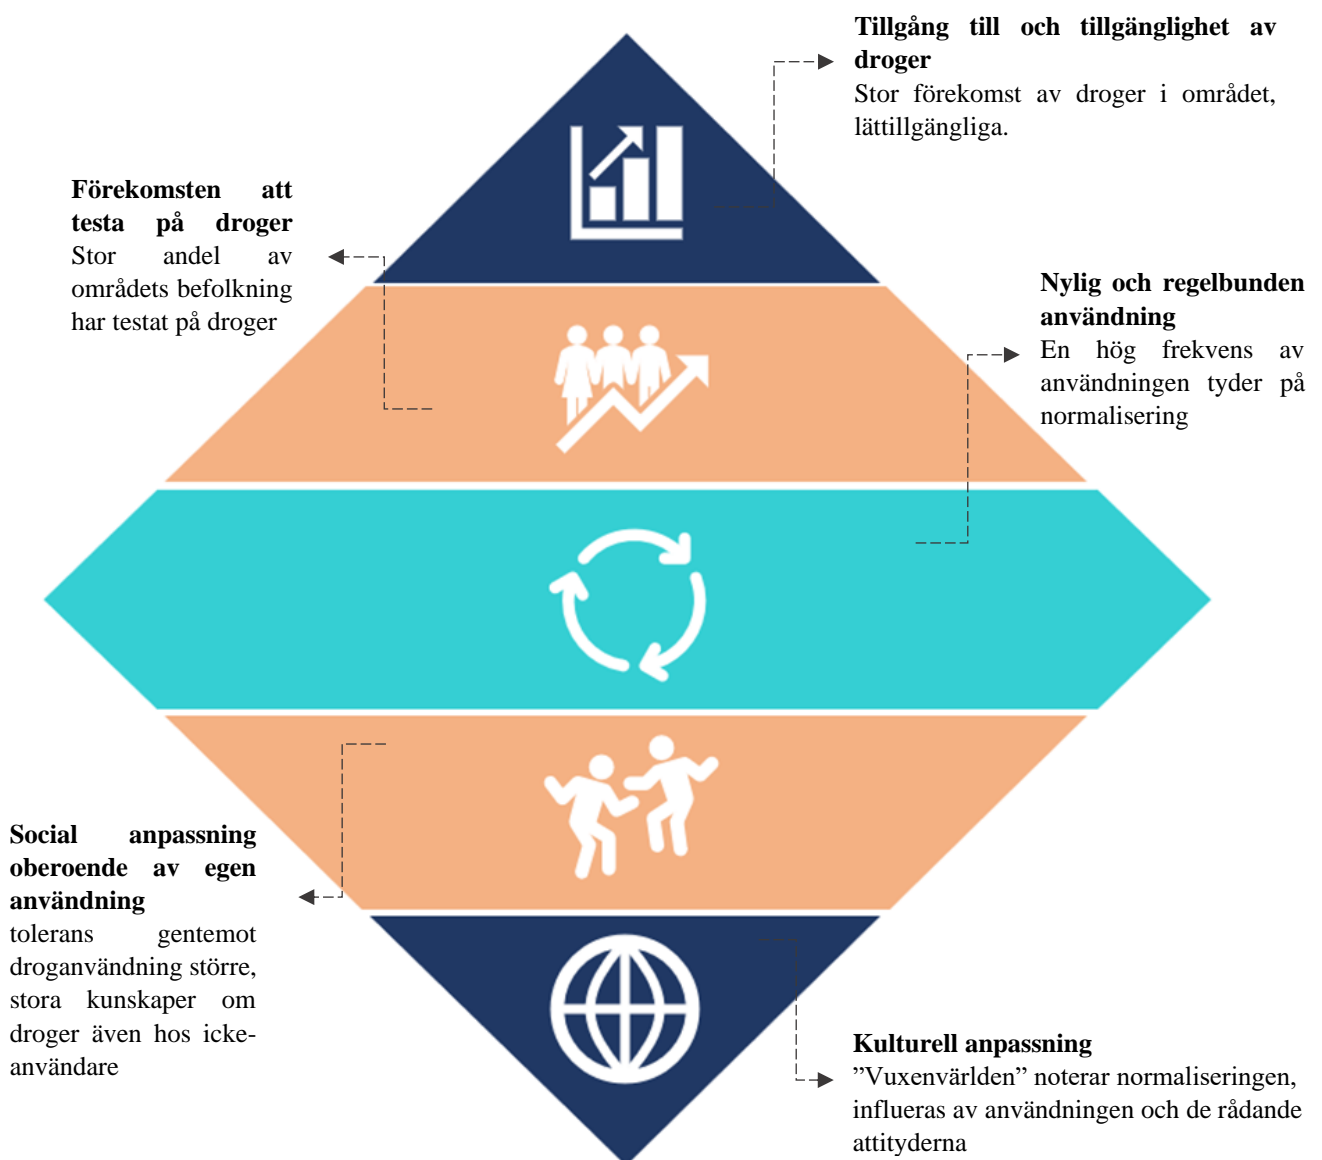 Tillgång till och tillgänglighet av
droger
Stor förekomst av droger i området,
lättillgängliga.
Förekomsten att
testa på droger
Stor andel av
områdets befolkning
har testat på droger
Nylig och regelbunden
användning
En hög frekvens av
användningen tyder på
normalisering
Social anpassning
oberoende av egen
användning
tolerans gentemot
droganvändning större,
stora kunskaper om
droger även hos icke-
användare
Kulturell anpassning
”Vuxenvärlden” noterar normaliseringen,
influeras av användningen och de rådande
attityderna